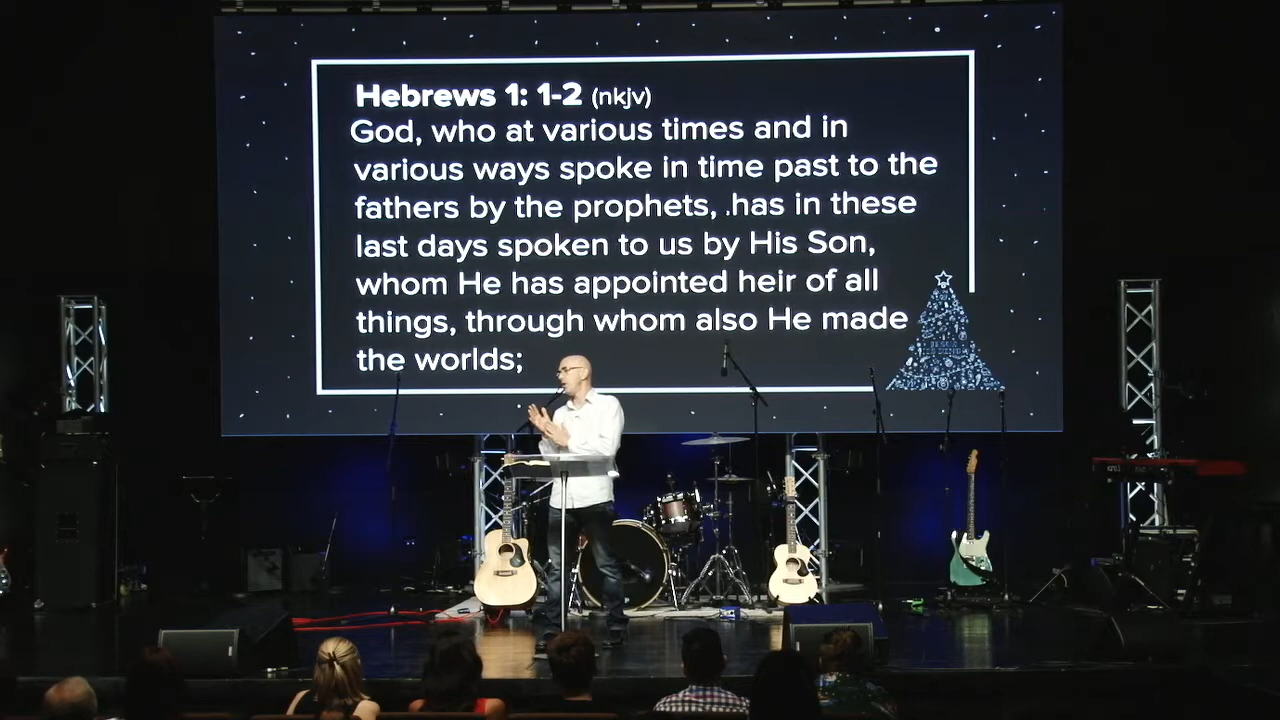 Hebrews 1: 1-2 (nkjv)
God, who at various times and in
various ways spoke in time past to the
fathers by the prophets, .has in these
last days spoken to us by His Son,
whom He has appointed heir of all
things, through whom also He made
the worlds;